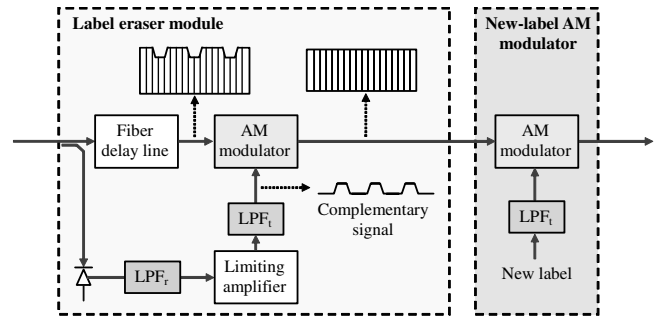 Label eraser module
New-label AM
modulator
Fiber
delay line
AM
modulator
AM
modulator
LPFt
Complementary
signal
LPFt
LPFr
Limiting
amplifier
New label